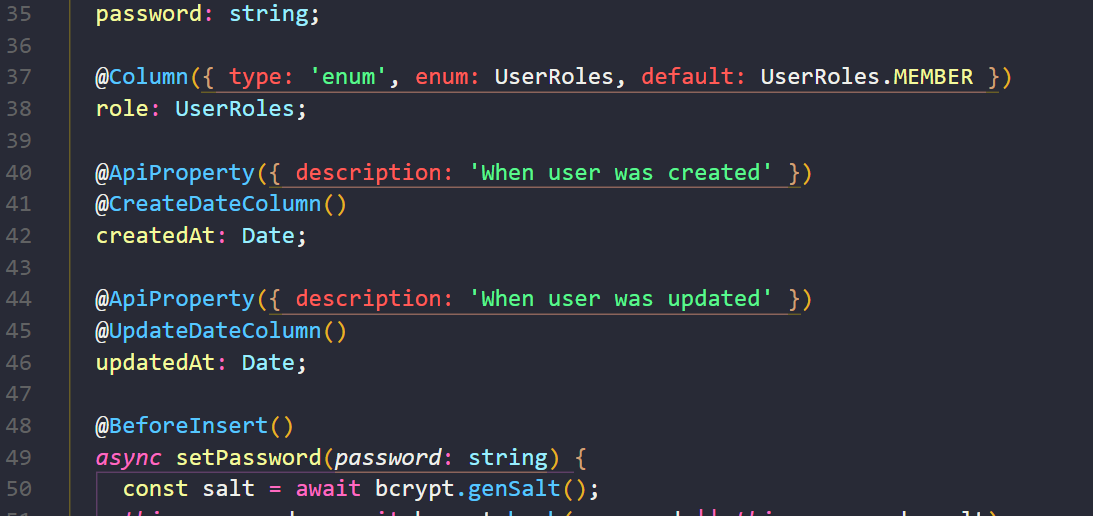 35 password: string;
36
37 @Column({ type: 'enum', enum: UserRoles, default: UserRoles.MEMBER })
38 role: UserRoles;
39
40 @ApiProperty({ description: 'When user was created' })
41 @CreateDateColumn()
42 createdAt: Date;
43
44 @ApiProperty({ description: 'When user was updated' })
45 @UpdateDateColumn()
46 updatedAt: Date;
47
48 @BeforeInsert()
49 async setPassword(password: string) {
50 const salt = await bcrypt.genSalt();